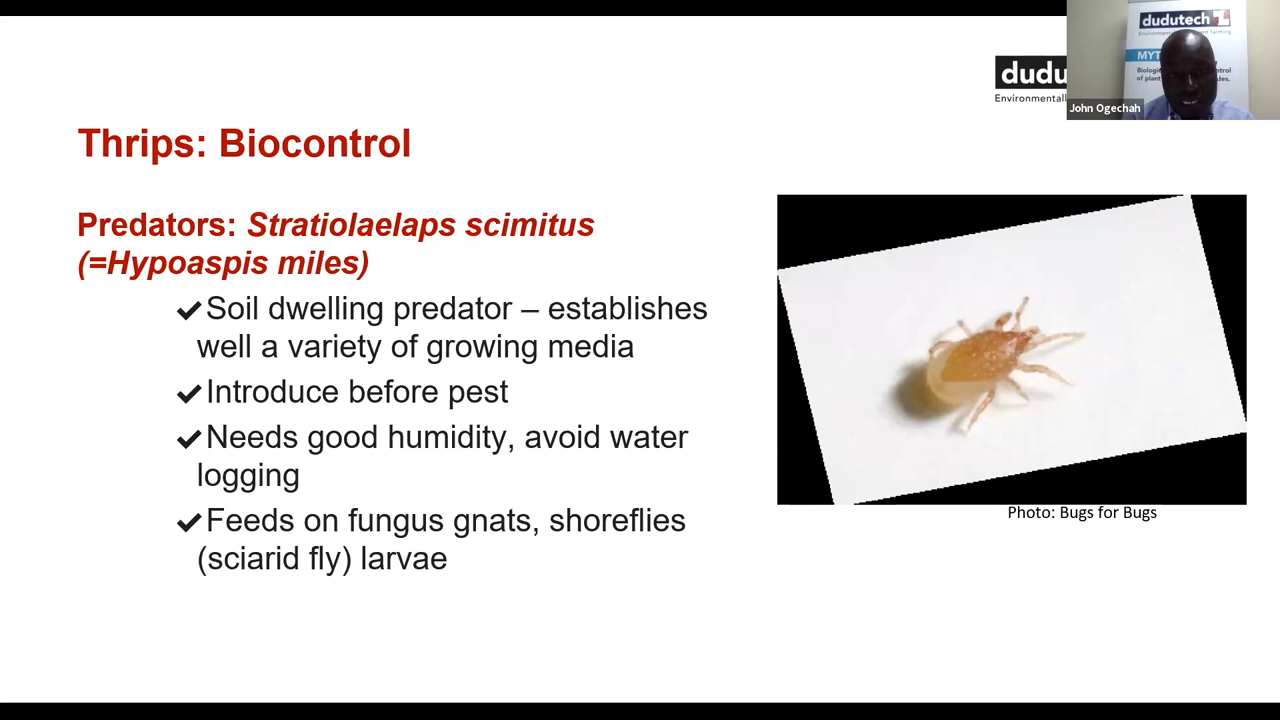 dudutech
MYT
John Ogechah
dudu
Thrips: Biocontrol
Predators: Stratiolaelaps scimitus
(=Hypoaspis miles)
✔Soil dwelling predator – establishes
well a variety of growing media
✔Introduce before pest
✔Needs good humidity, avoid water
logging
✔Feeds on fungus gnats, shoreflies
(sciarid fly) larvae
Photo: Bugs for Bugs